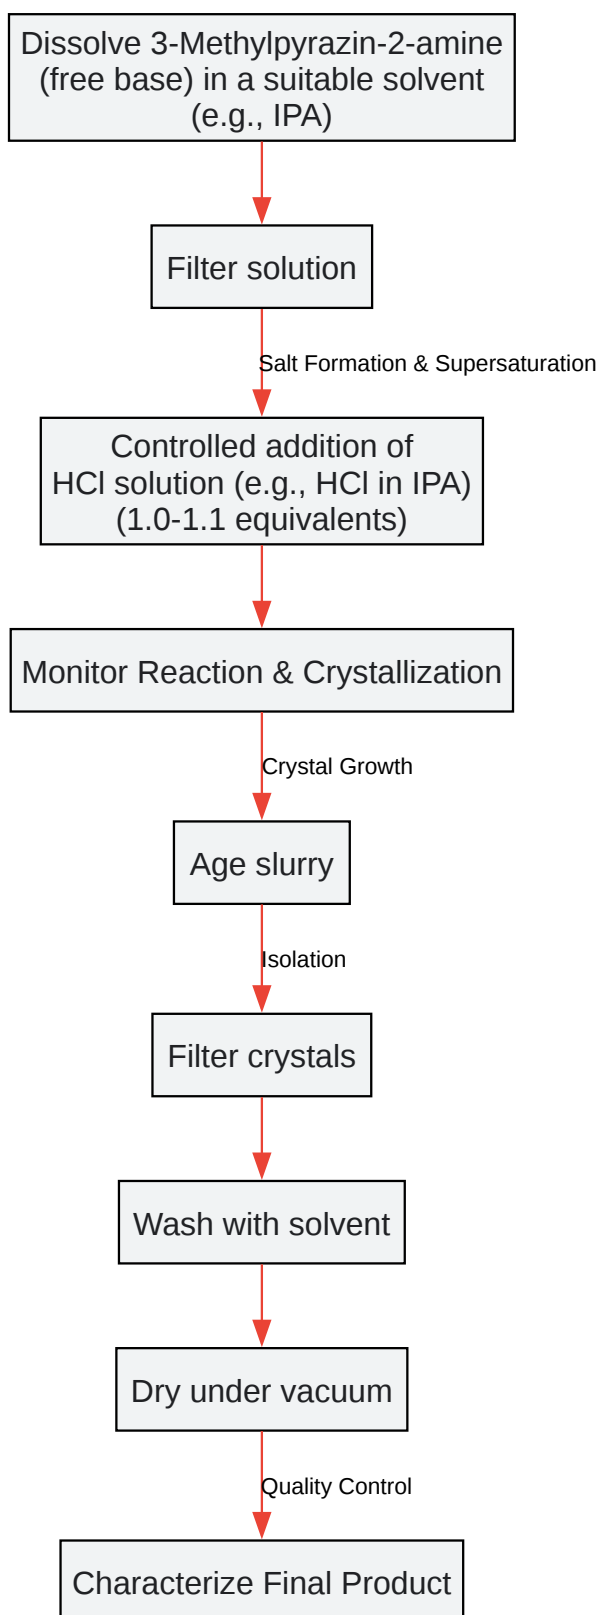 Dissolve 3-Methylpyrazin-2-amine
(free base) in a suitable solvent
(e.g., IPA)
Filter solution
Salt Formation & Supersaturation
Controlled addition of
HCl solution (e.g., HCl in IPA)
(1.0-1.1 equivalents)
Monitor Reaction & Crystallization
Crystal Growth
Age slurry
Isolation
Filter crystals
Wash with solvent
Dry under vacuum
Quality Control
Characterize Final Product